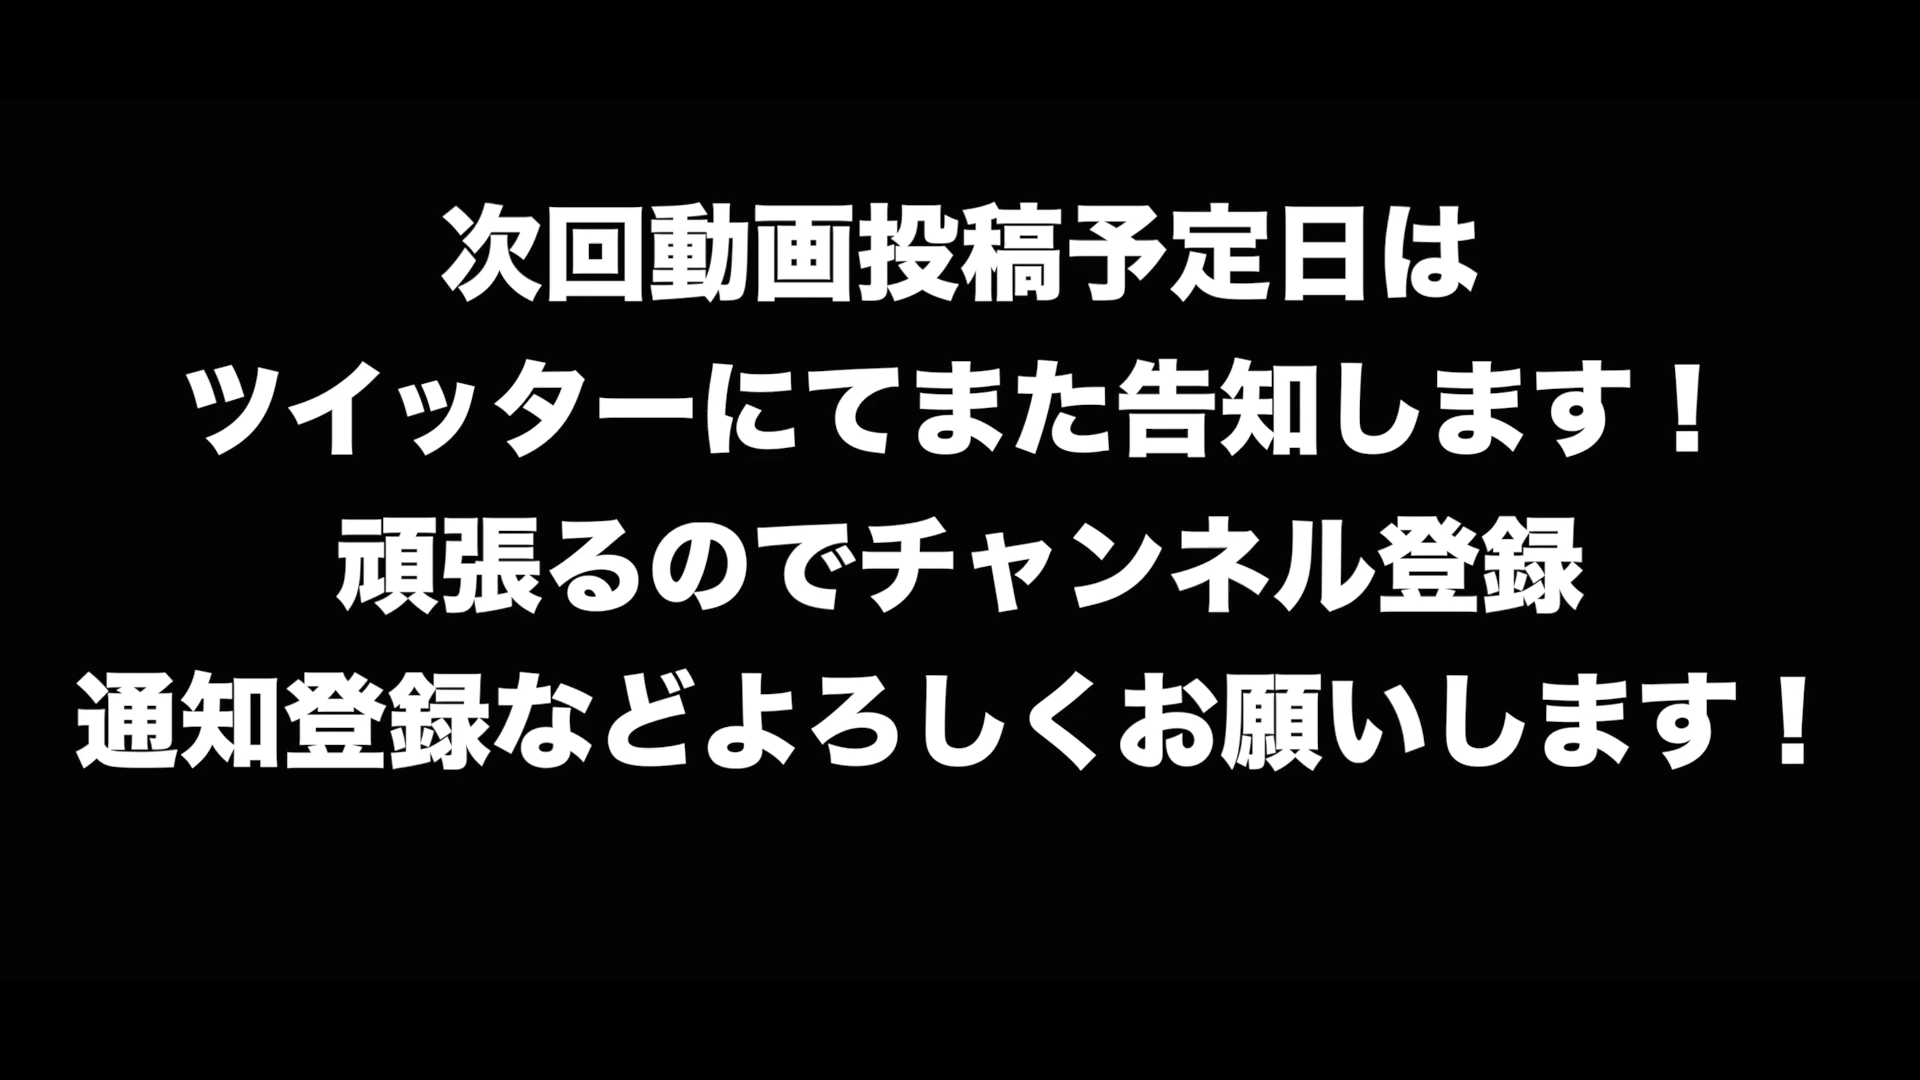 次回動画投稿予定日は
ツイッターにてまた告知します！
頑張るのでチャンネル登録
通知登録などよろしくお願いします！